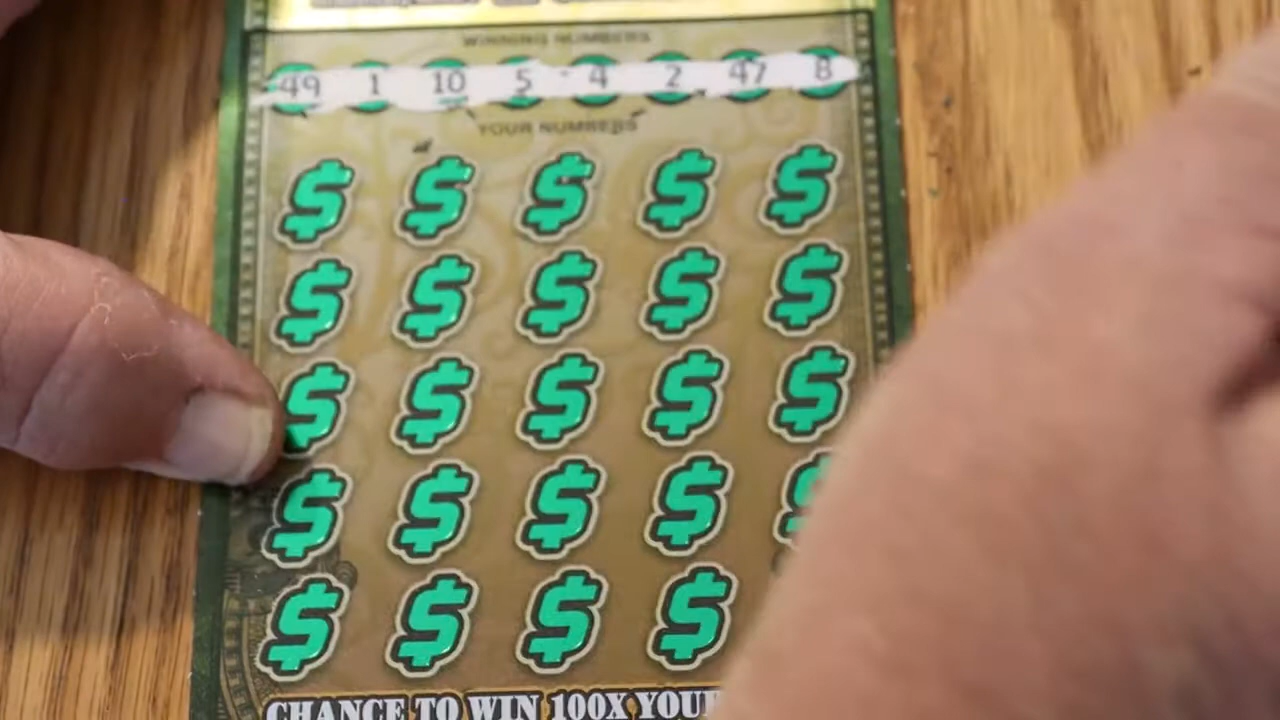 WINNING NUMBERS
49 1 10 5 4 2 47 8
YOUR NUMBERS
$ $ $ $ $
$ $ $ $ $
$ $ $ $ $
$ $ $ $ $
$ $ $ $
CHANCE TO WIN 100X YOUR